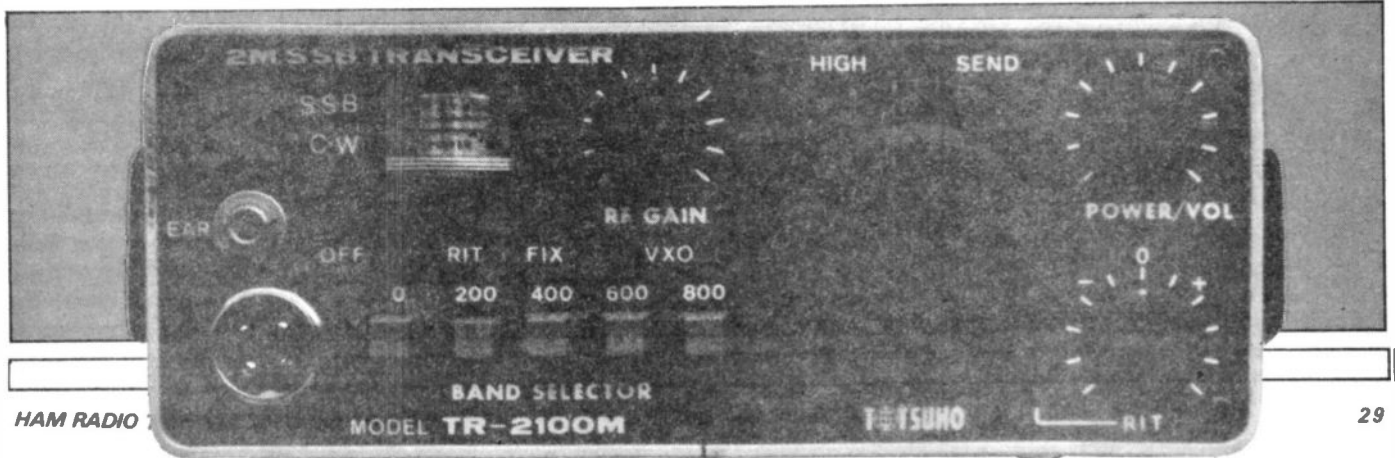 2M SSB TRANSCEIVER
HIGH SEND
SSB
CW
RF GAIN
POWER/VOL
EAR
OFF RIT FIX VXO
0
- +
0 200 400 600 800
BAND SELECTOR
MODEL TR-2100M
TOTSUKO
RIT
HAM RADIO
29